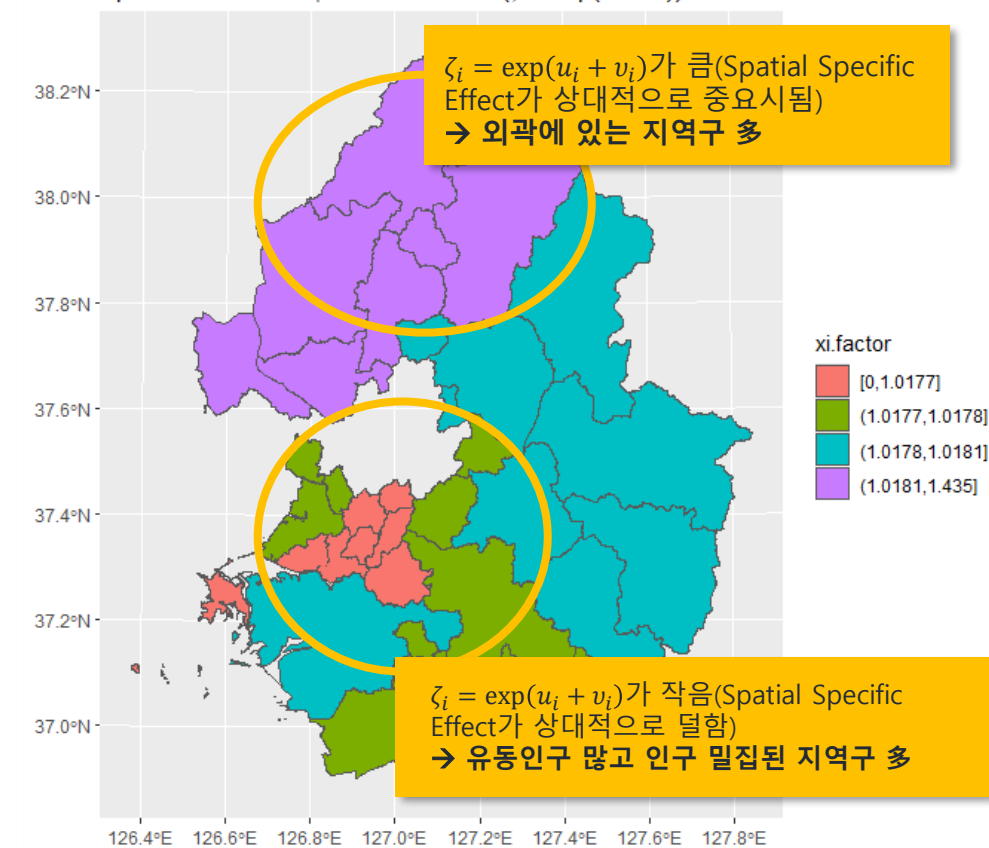 ζᵢ = exp(uᵢ + υᵢ)가 큼(Spatial Specific
Effect가 상대적으로 중요시됨)
→ 외곽에 있는 지역구 多
38.2°N
38.0°N
37.8°N
37.6°N
37.4°N
37.2°N
37.0°N
xi.factor
[0,1.0177]
(1.0177,1.0178]
(1.0178,1.0181]
(1.0181,1.435]
ζᵢ = exp(uᵢ + υᵢ)가 작음(Spatial Specific
Effect가 상대적으로 덜함)
→ 유동인구 많고 인구 밀집된 지역구 多
126.4°E 126.6°E 126.8°E 127.0°E 127.2°E 127.4°E 127.6°E 127.8°E